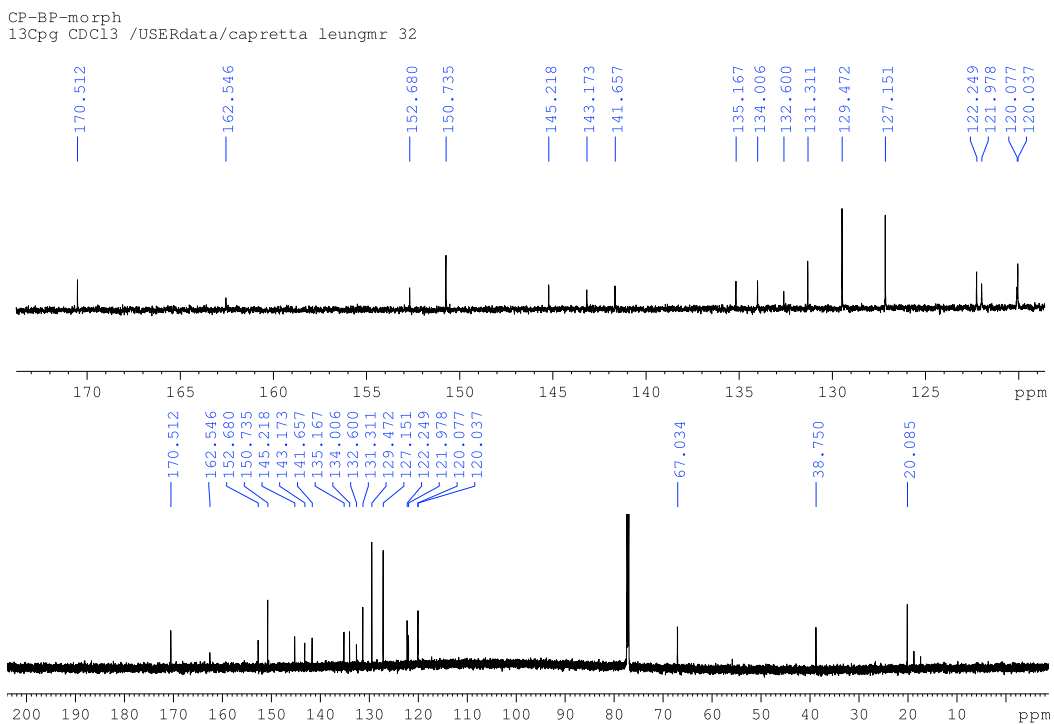 CP-BP-morph
13Cpg CDCl3 /USERdata/capretta leungmr 32
170.512 162.546 152.680 150.735 145.218 143.173 141.657 135.167 134.006 132.600 131.311 129.472 127.151 122.249 121.978 120.077 120.037
170 165 160 155 150 145 140 135 130 125 ppm
170.512 162.546 152.680 150.735 145.218 143.173 141.657 135.167 134.006 132.600 131.311 129.472 127.151 122.249 121.978 120.077 120.037 67.034 38.750 20.085
200 190 180 170 160 150 140 130 120 110 100 90 80 70 60 50 40 30 20 10 ppm